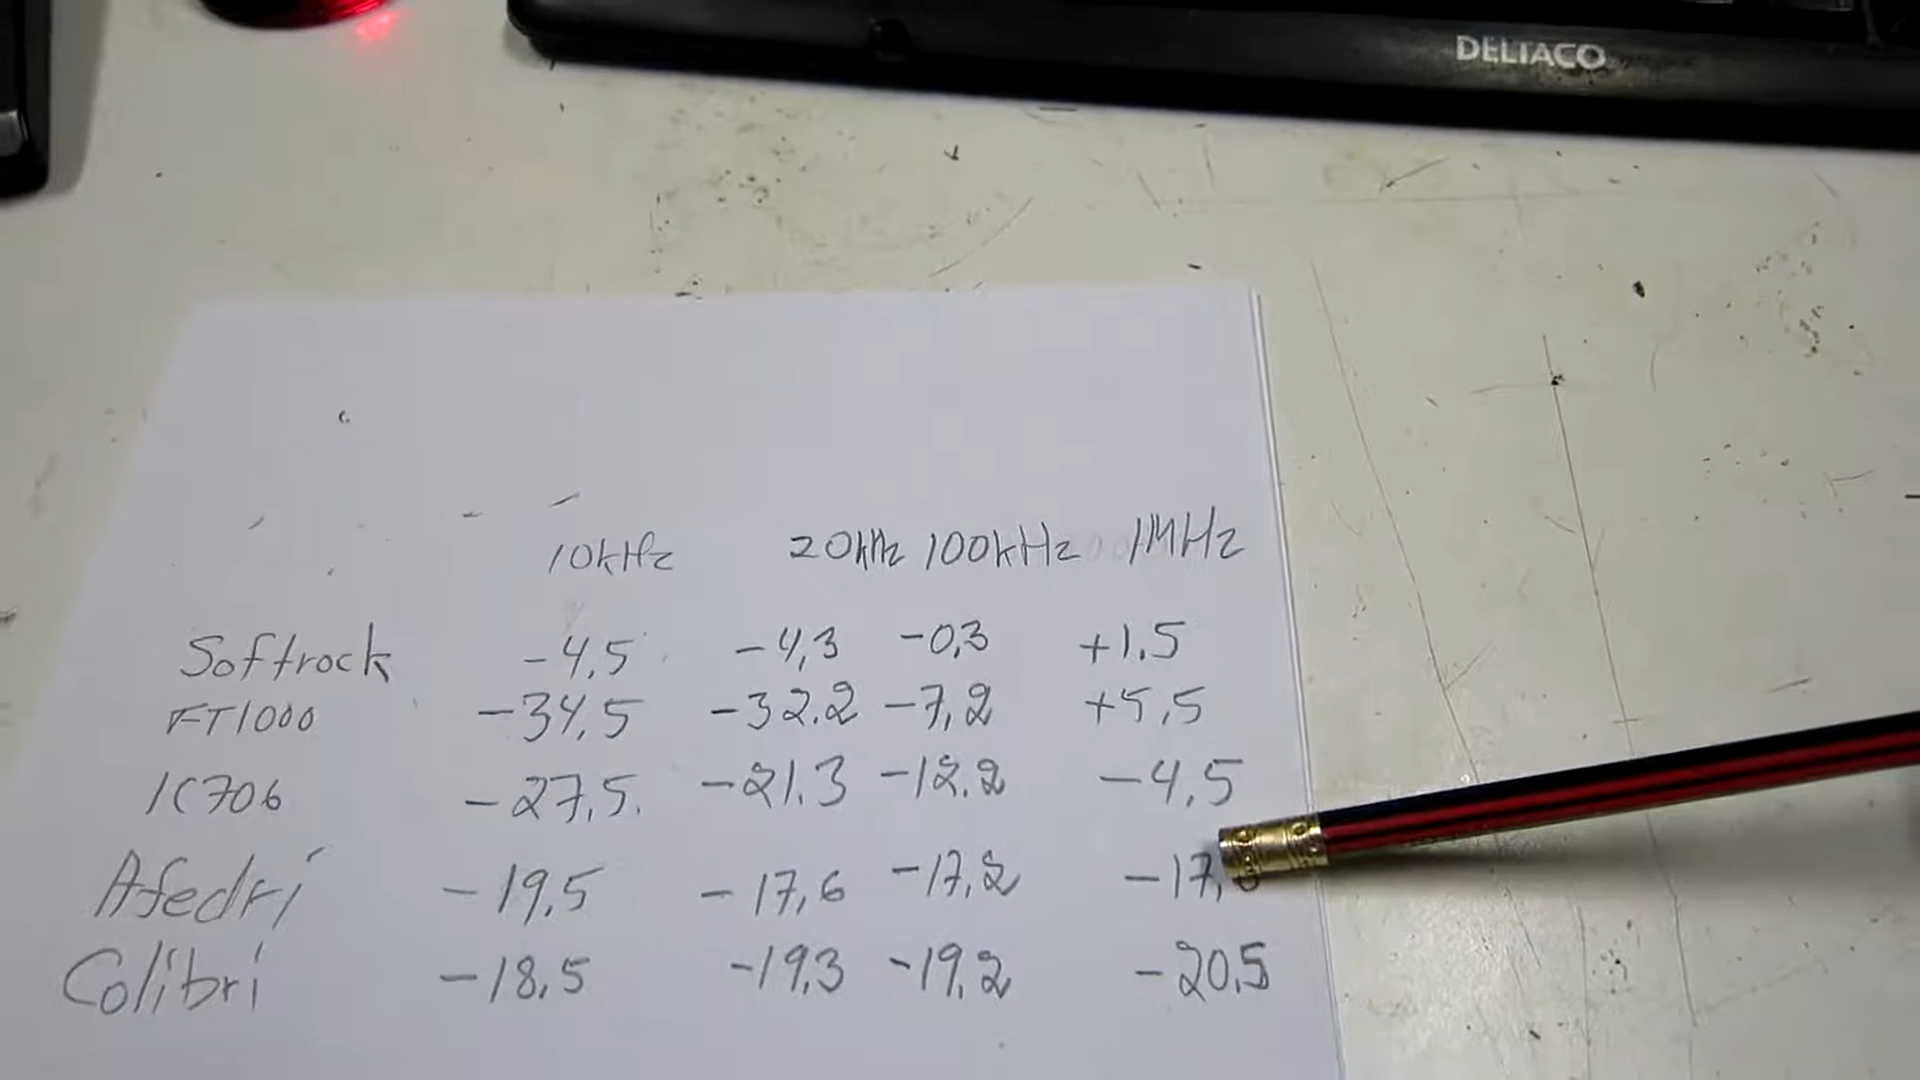 DELTACO
10kHz 20kHz 100kHz 1MHz
Softrock -4,5 -4,3 -0,3 +1.5
FT1000 -34,5 -32.2 -7,2 +5,5
IC706 -27,5. -21.3 -12,2 -4,5
Afedri -19,5 -17,6 -17,2
Colibri -18,5 -19,3 -19,2 -20,5